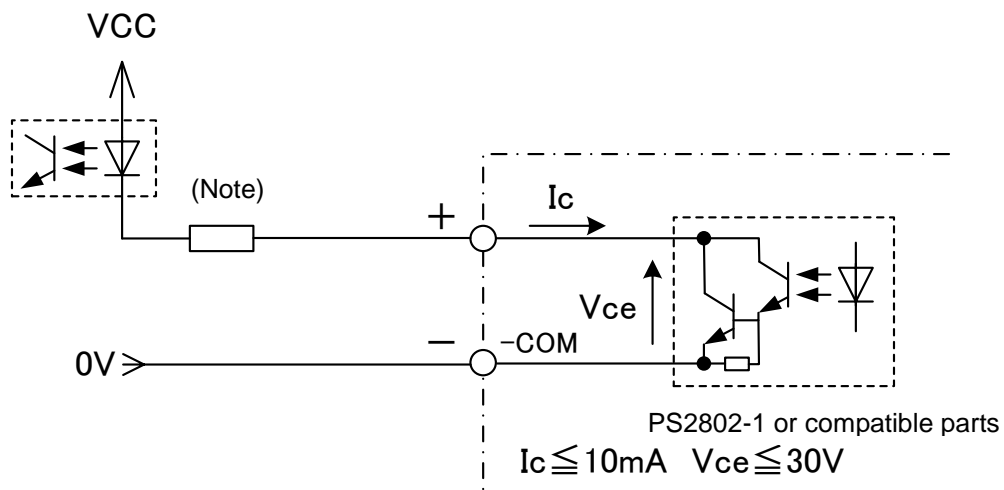 VCC
(Note)
+
Ic
Vce
−
-COM
0V
PS2802-1 or compatible parts
Ic≦10mA Vce≦30V